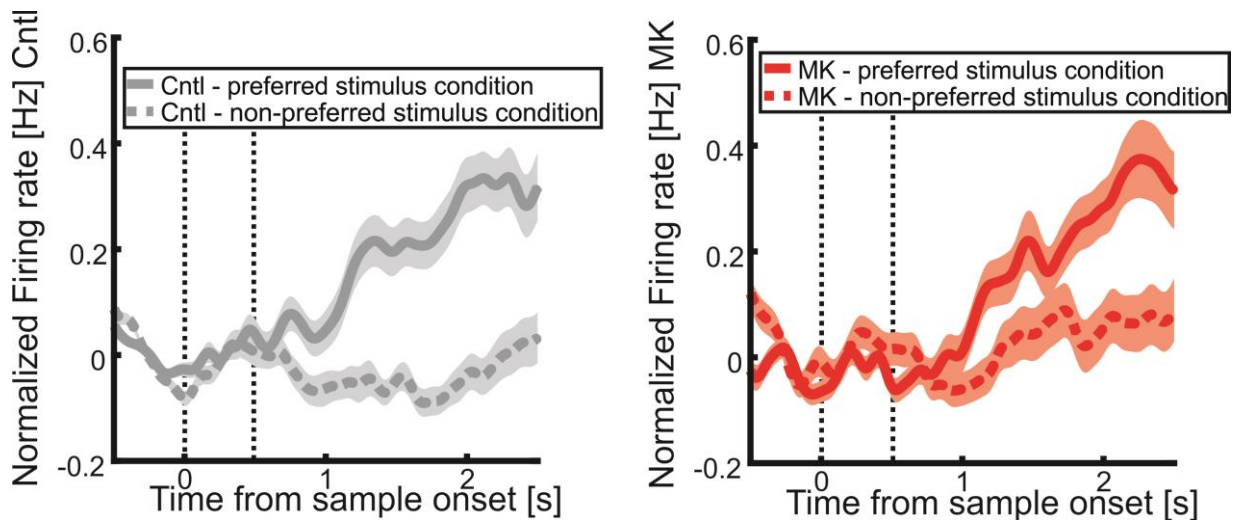 Normalized Firing rate [Hz] Cntl
0.6
0.4
0.2
0
-0.2
Cntl - preferred stimulus condition
Cntl - non-preferred stimulus condition
0
1
2
Time from sample onset [s]
Normalized Firing rate [Hz] MK
0.6
0.4
0.2
0
-0.2
MK - preferred stimulus condition
MK - non-preferred stimulus condition
0
1
2
Time from sample onset [s]